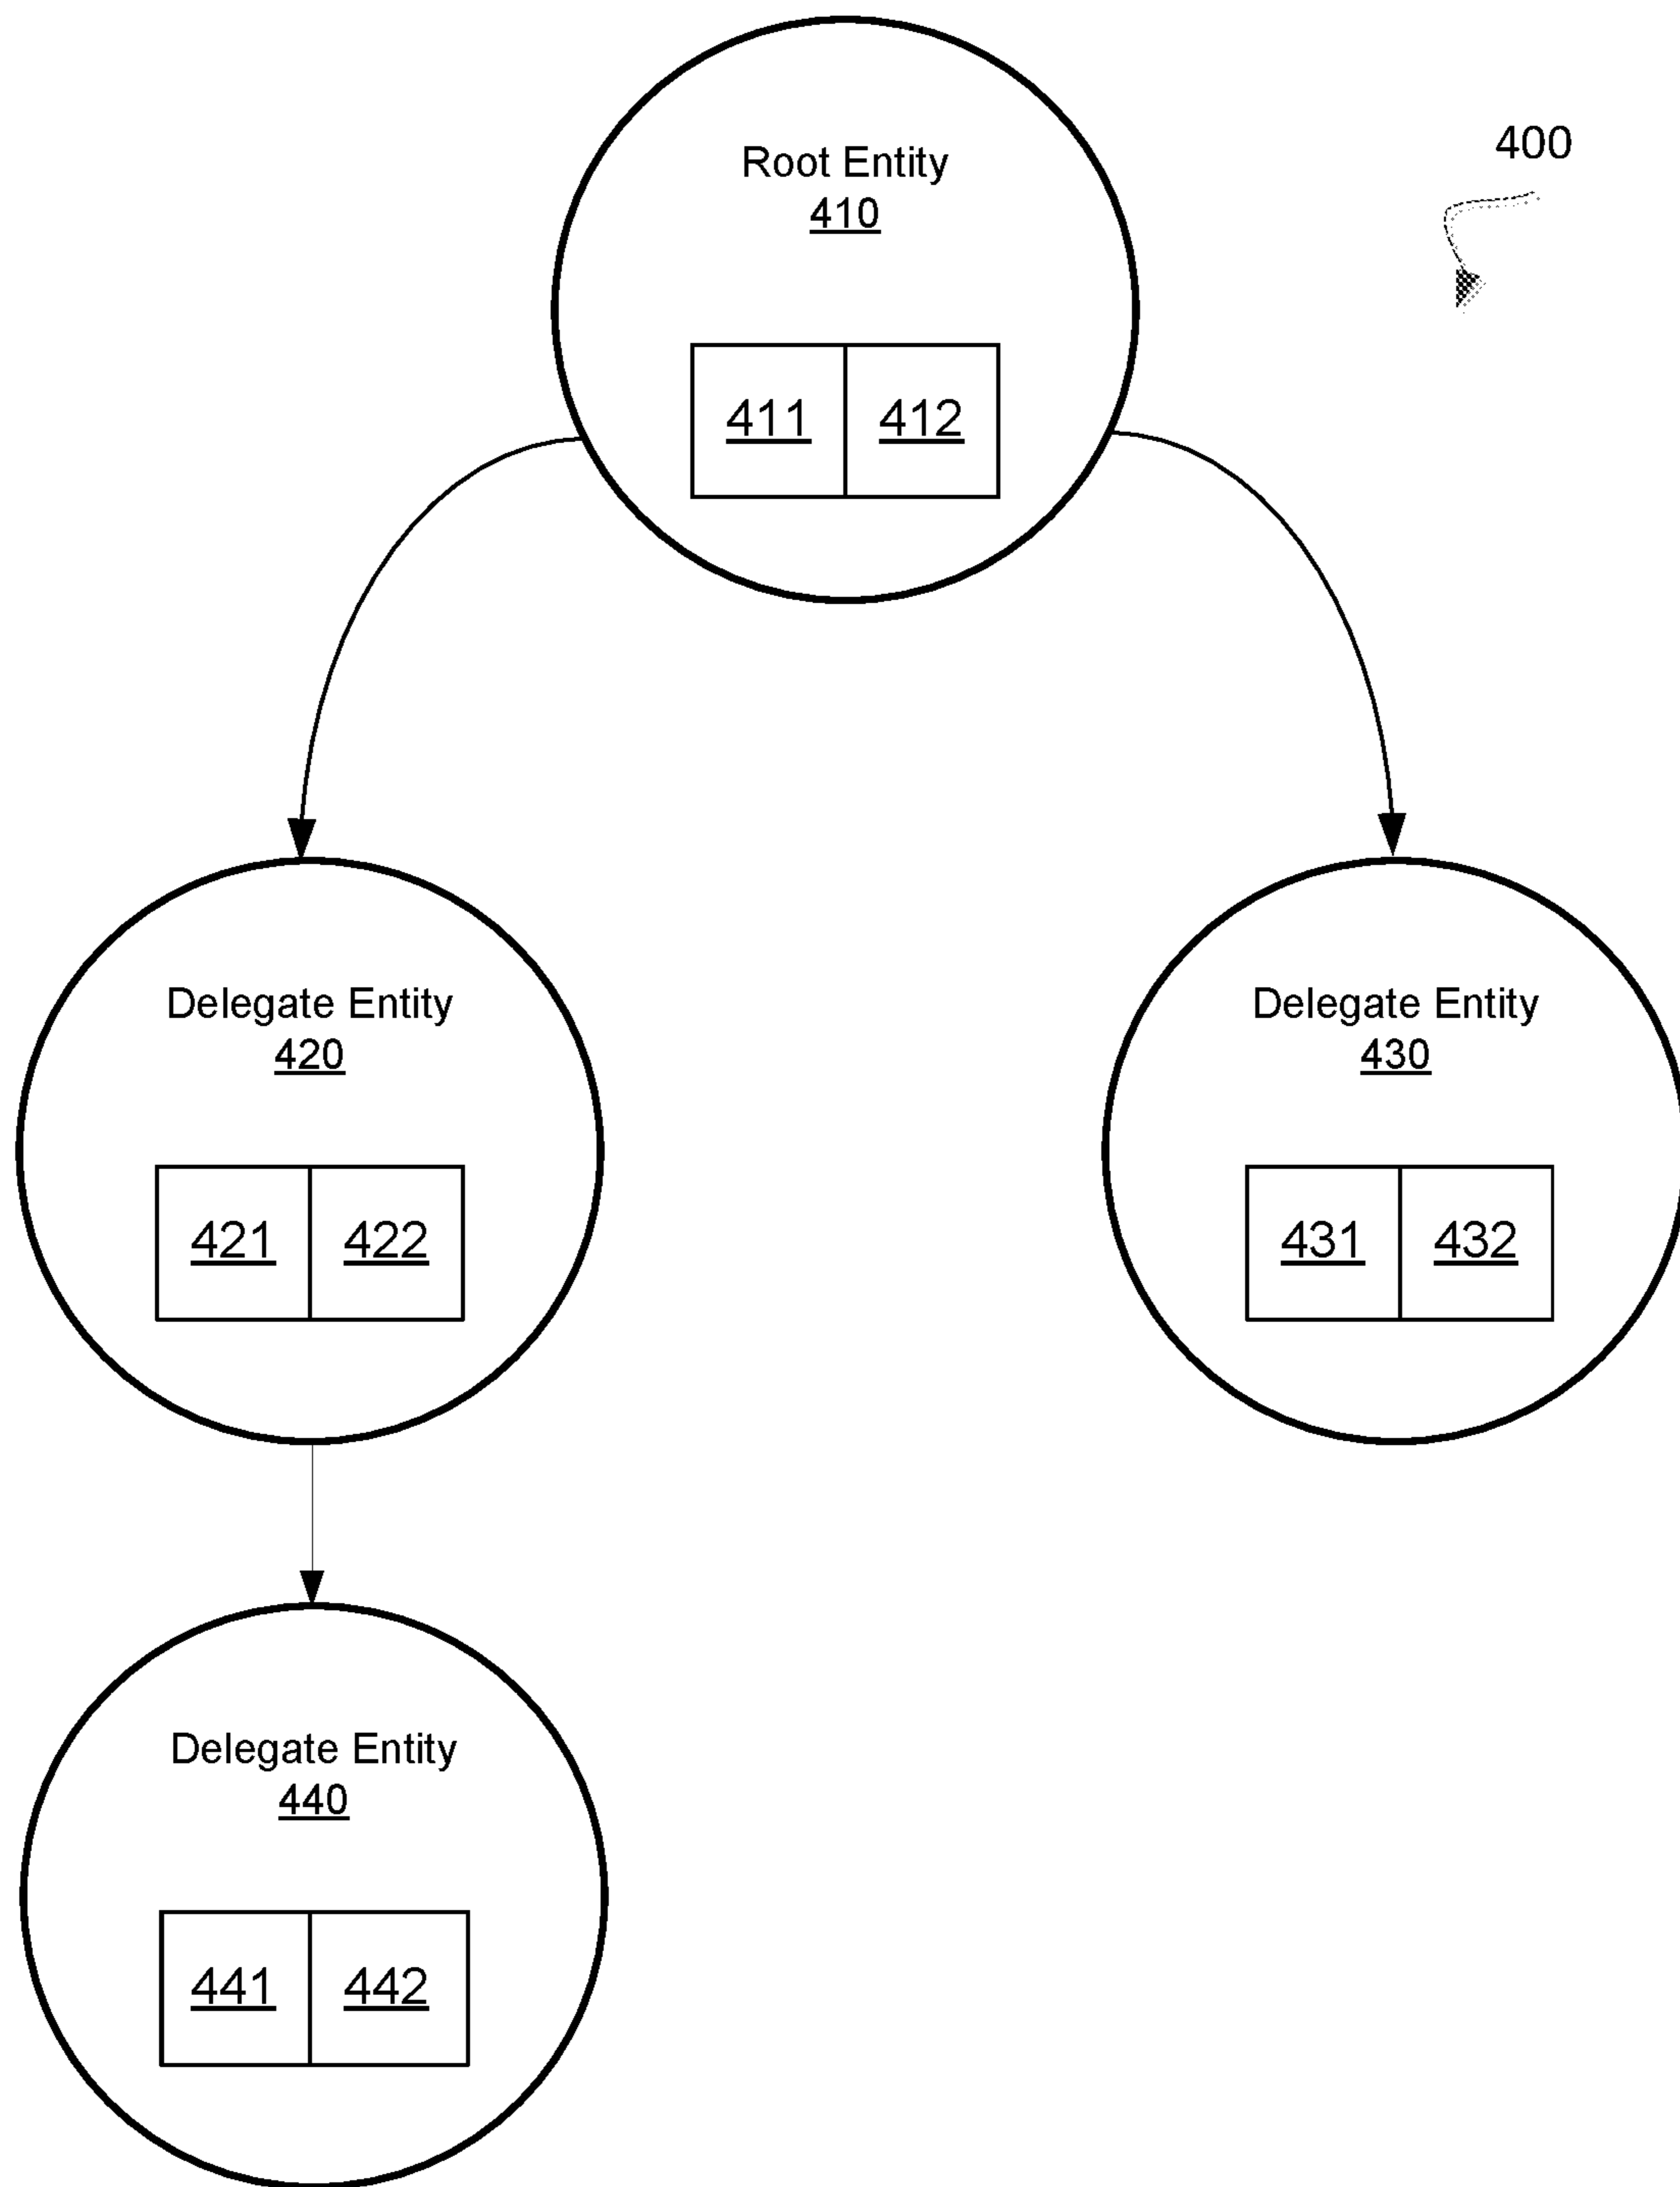 400
Root Entity
410
411 412
Delegate Entity
420
421 422
Delegate Entity
430
431 432
Delegate Entity
440
441 442